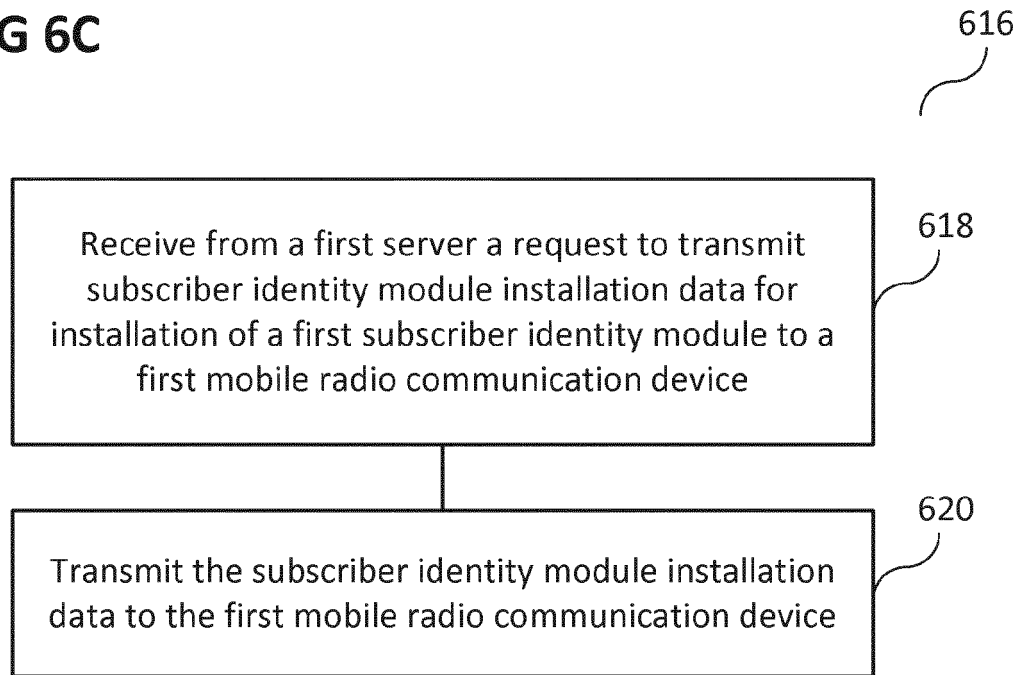 G 6C
616
Receive from a first server a request to transmit
subscriber identity module installation data for
installation of a first subscriber identity module to a
first mobile radio communication device
618
Transmit the subscriber identity module installation
data to the first mobile radio communication device
620